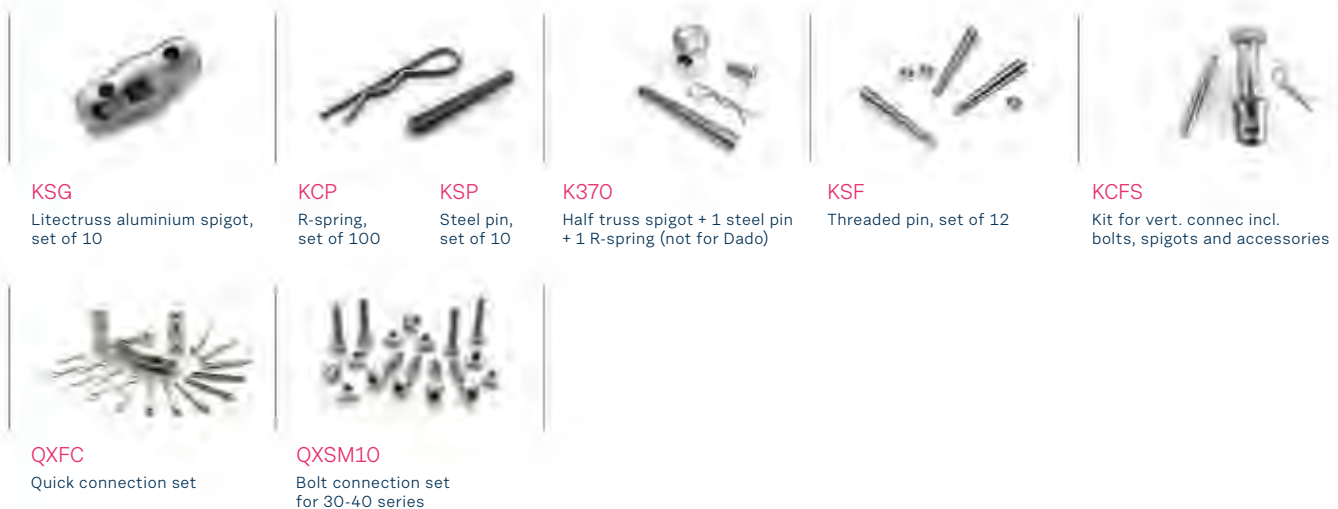 KSG
Litectruss aluminium spigot,
set of 10
KCP
R-spring,
set of 100
KSP
Steel pin,
set of 10
K370
Half truss spigot + 1 steel pin
+ 1 R-spring (not for Dado)
KSF
Threaded pin, set of 12
KCFS
Kit for vert. connec incl.
bolts, spigots and accessories
QXFC
Quick connection set
QXSM10
Bolt connection set
for 30-40 series